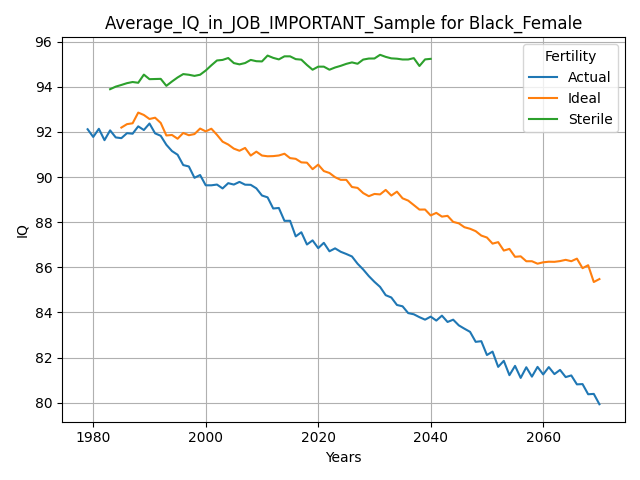 Average_IQ_in_JOB_IMPORTANT_Sample for Black_Female
96
94
92
90
88
86
84
82
80
IQ
Fertility
Actual
Ideal
Sterile
1980
2000
2020
2040
2060
Years